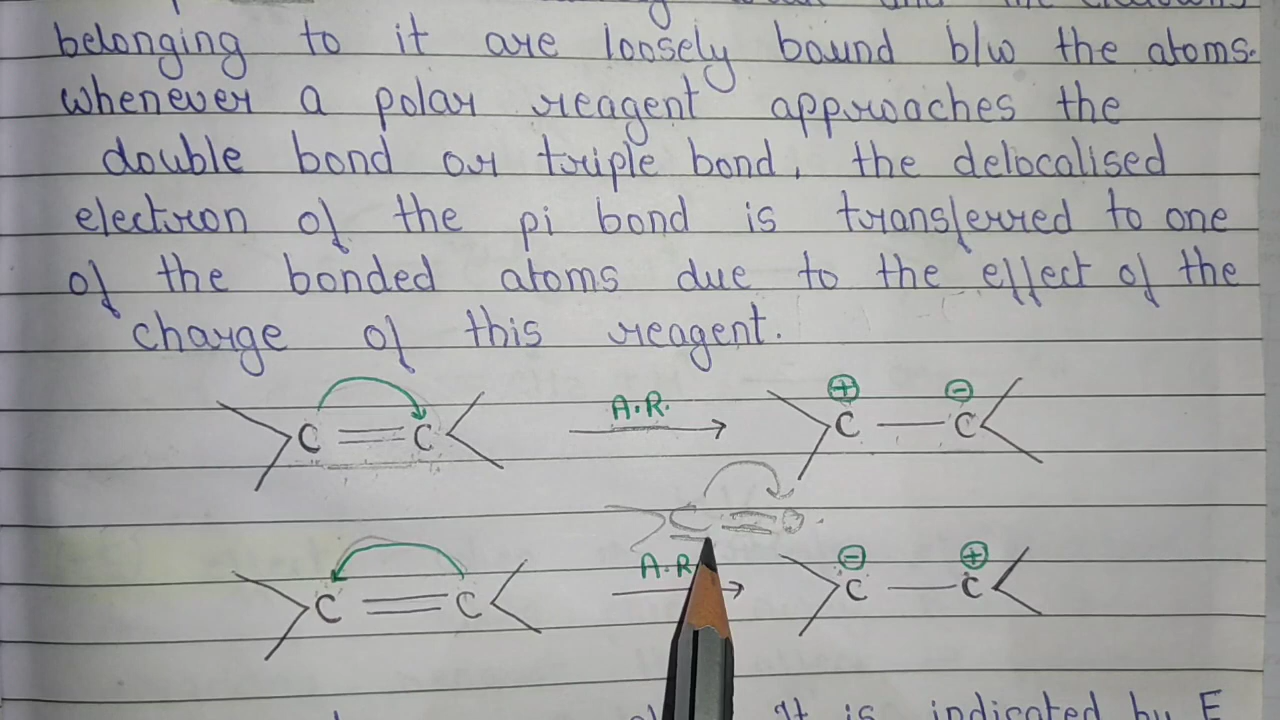 belonging to it are loosely bound b/w the atoms.
whenever a polar reagent approaches the
double bond or triple bond, the delocalised
electron of the pi bond is transferred to one
of the bonded atoms due to the effect of the
charge of this reagent.
C = C A.R. ⊕ C — C ⊖
C = O
C = C A.R ⊖ C — C ⊕
It is indicated by E